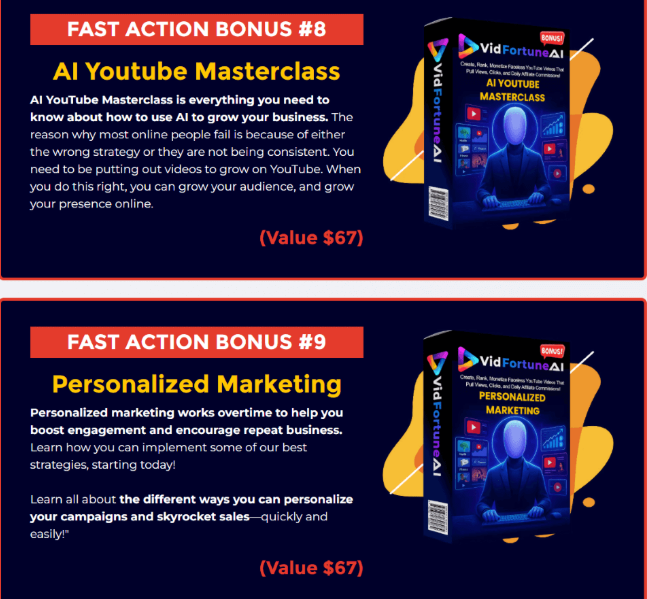 FAST ACTION BONUS #8
AI Youtube Masterclass
AI YouTube Masterclass is everything you need to
know about how to use AI to grow your business. The
reason why most online people fail is because of either
the wrong strategy or they are not being consistent. You
need to be putting out videos to grow on YouTube. When
you do this right, you can grow your audience, and grow
your presence online.
(Value $67)
VidFortuneAI
BONUS!
VidFortuneAI
Create, Rank, Monetize Faceless YouTube Videos That
Pull Views, Clicks, and Daily Affiliate Commissions!
AI YOUTUBE
MASTERCLASS
FAST ACTION BONUS #9
Personalized Marketing
Personalized marketing works overtime to help you
boost engagement and encourage repeat business.
Learn how you can implement some of our best
strategies, starting today!
Learn all about the different ways you can personalize
your campaigns and skyrocket sales—quickly and
easily!"
(Value $67)
VidFortuneAI
BONUS!
VidFortuneAI
Create, Rank, Monetize Faceless YouTube Videos That
Pull Views, Clicks, and Daily Affiliate Commissions!
PERSONALIZED
MARKETING